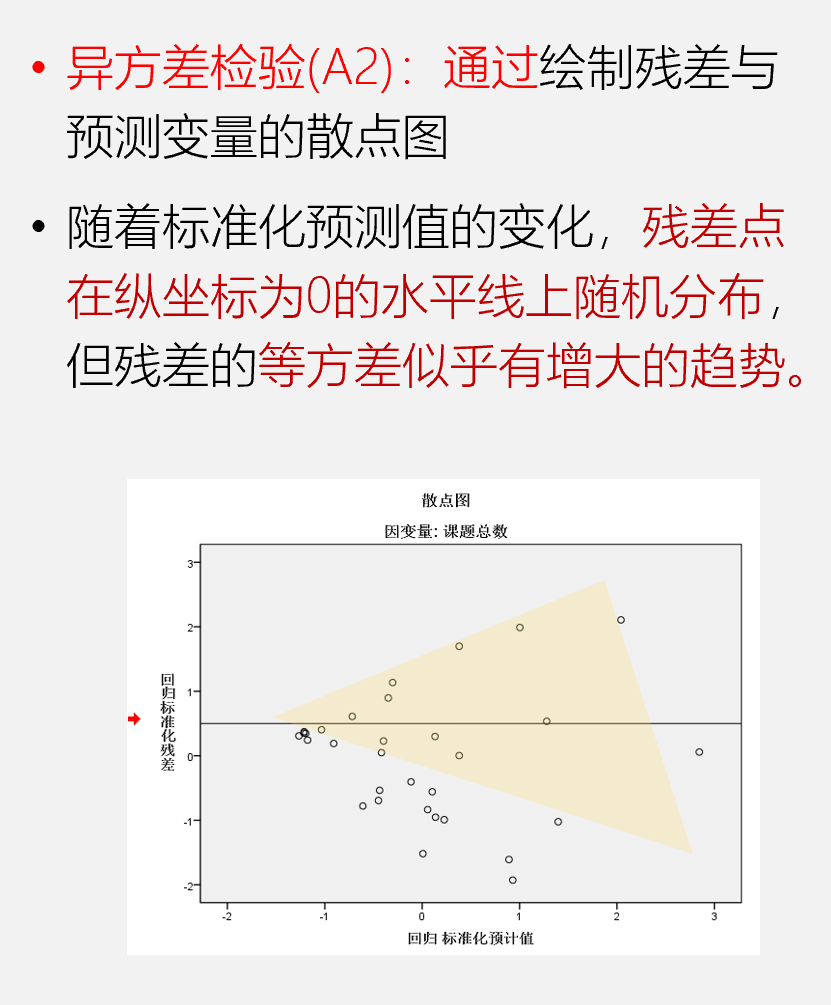 • 异方差检验(A2)：通过绘制残差与
预测变量的散点图
• 随着标准化预测值的变化，残差点
在纵坐标为0的水平线上随机分布，
但残差的等方差似乎有增大的趋势。
散点图
因变量: 课题总数
3
2
1
0
-1
-2
回归标准化残差
-2
-1
0
1
2
3
回归 标准化预计值